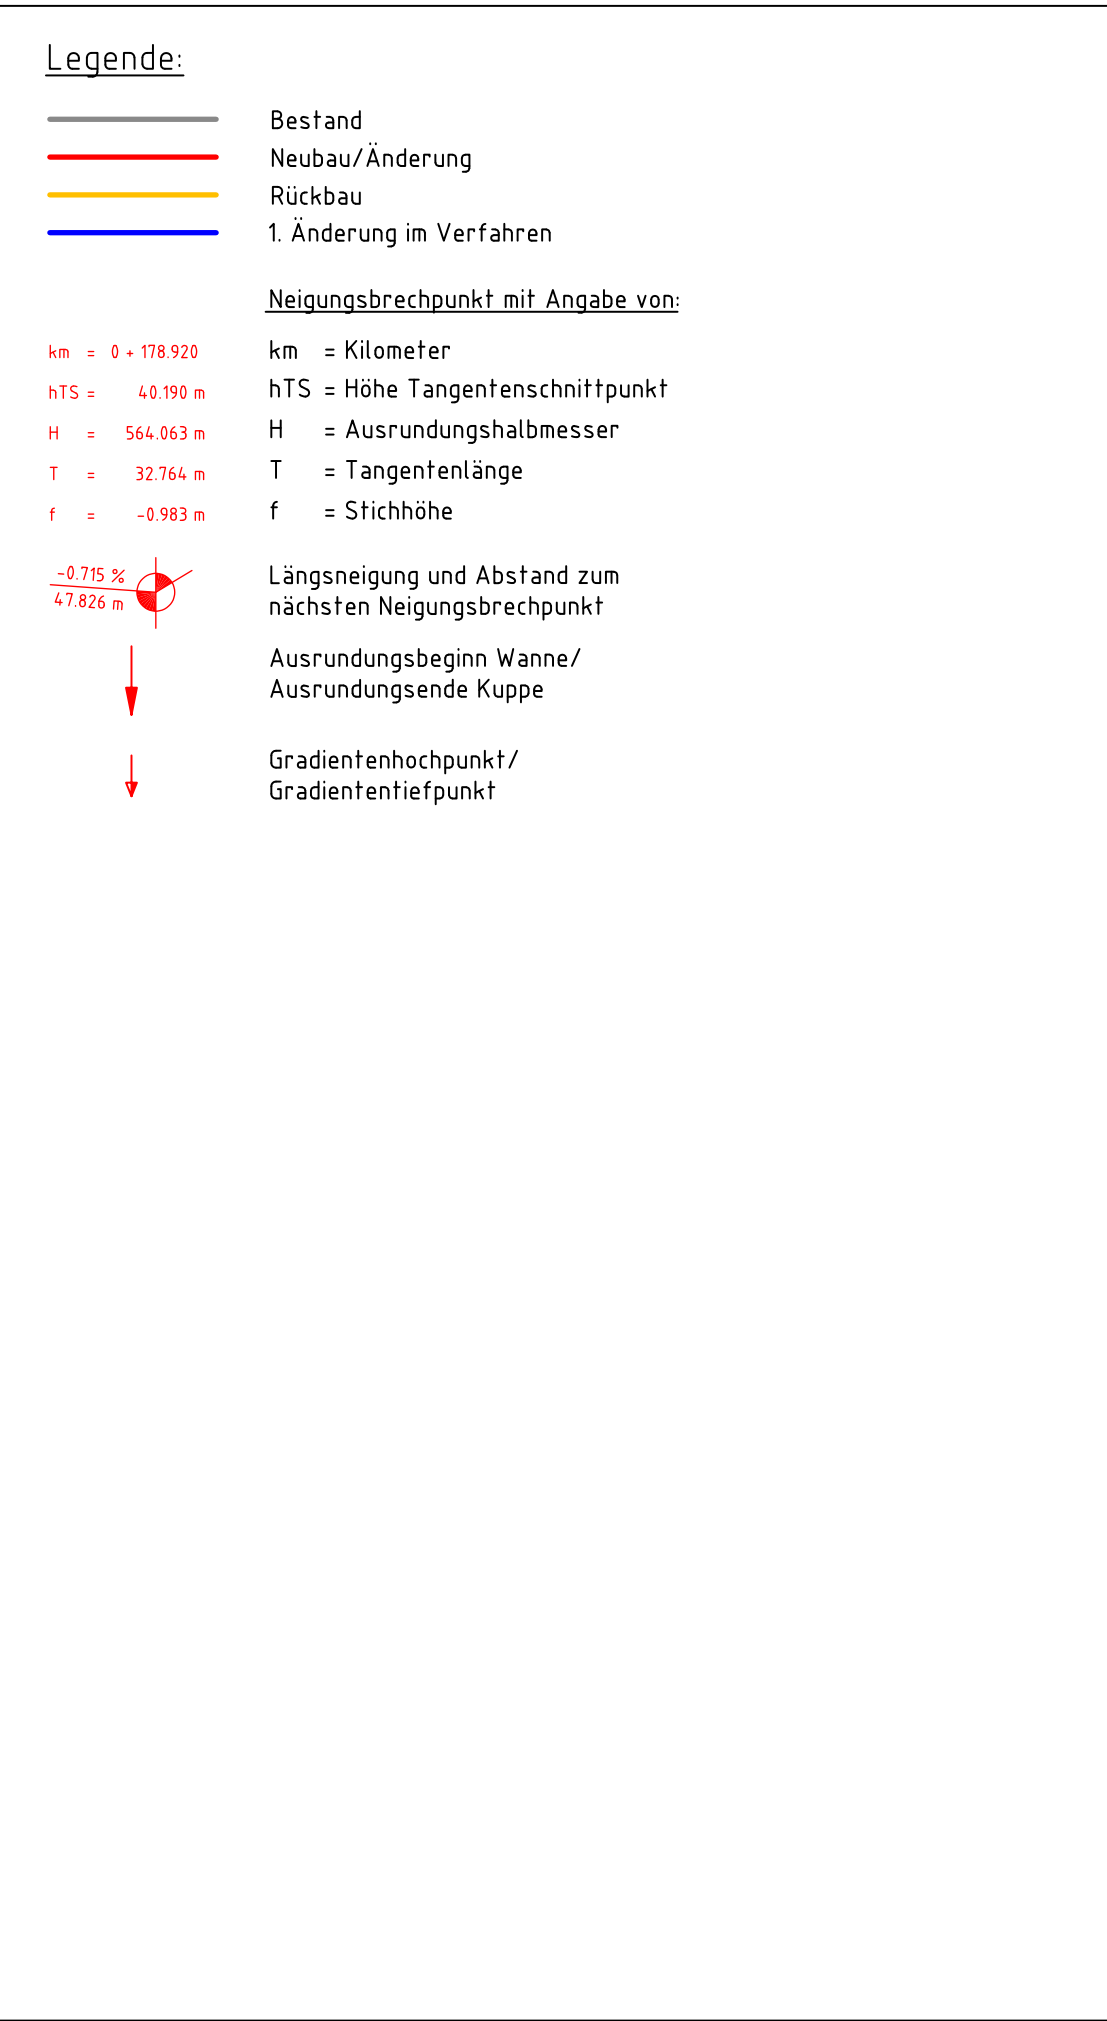 Legende:
Bestand
Neubau/Änderung
Rückbau
1. Änderung im Verfahren
Neigungsbrechpunkt mit Angabe von:
km = 0 + 178.920 km = Kilometer
hTS = 40.190 m hTS = Höhe Tangentenschnittpunkt
H = 564.063 m H = Ausrundungshalbmesser
T = 32.764 m T = Tangentenlänge
f = -0.983 m f = Stichhöhe
-0.715 % Längsneigung und Abstand zum
47.826 m nächsten Neigungsbrechpunkt
Ausrundungsbeginn Wanne/
Ausrundungsende Kuppe
Gradientenhochpunkt/
Gradiententiefpunkt